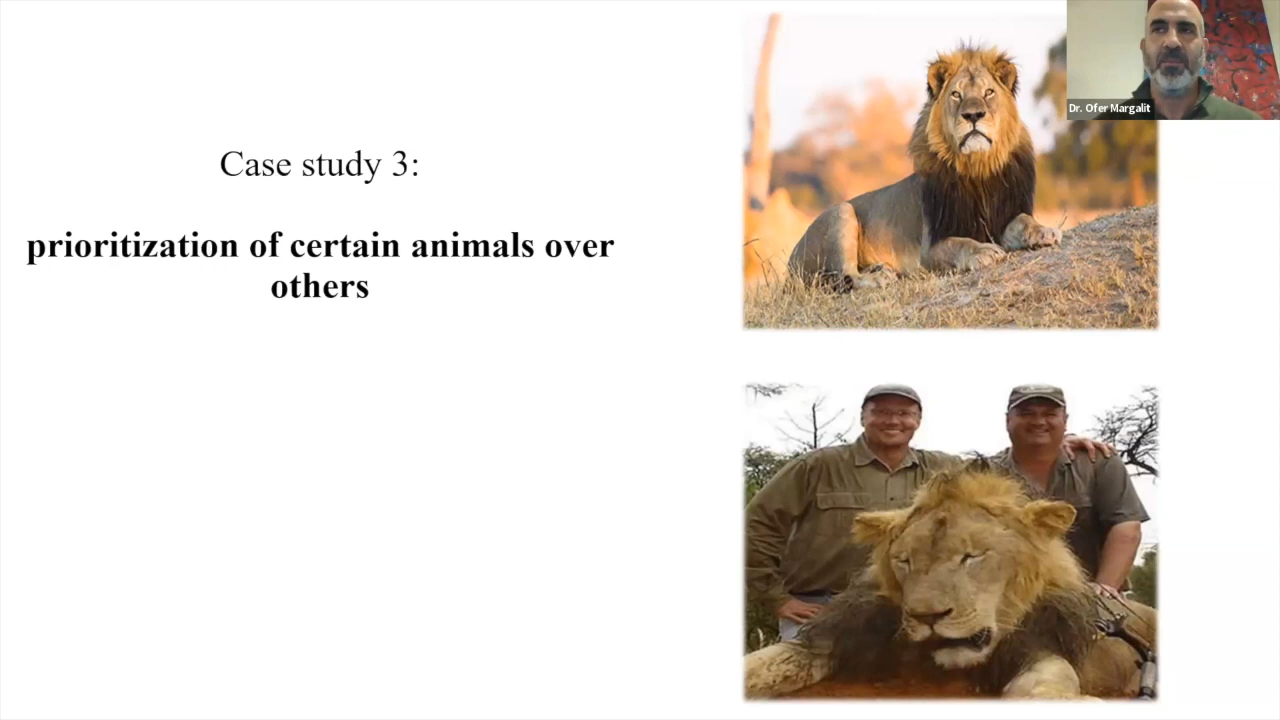 Case study 3:
prioritization of certain animals over
others
Dr. Ofer Margalit